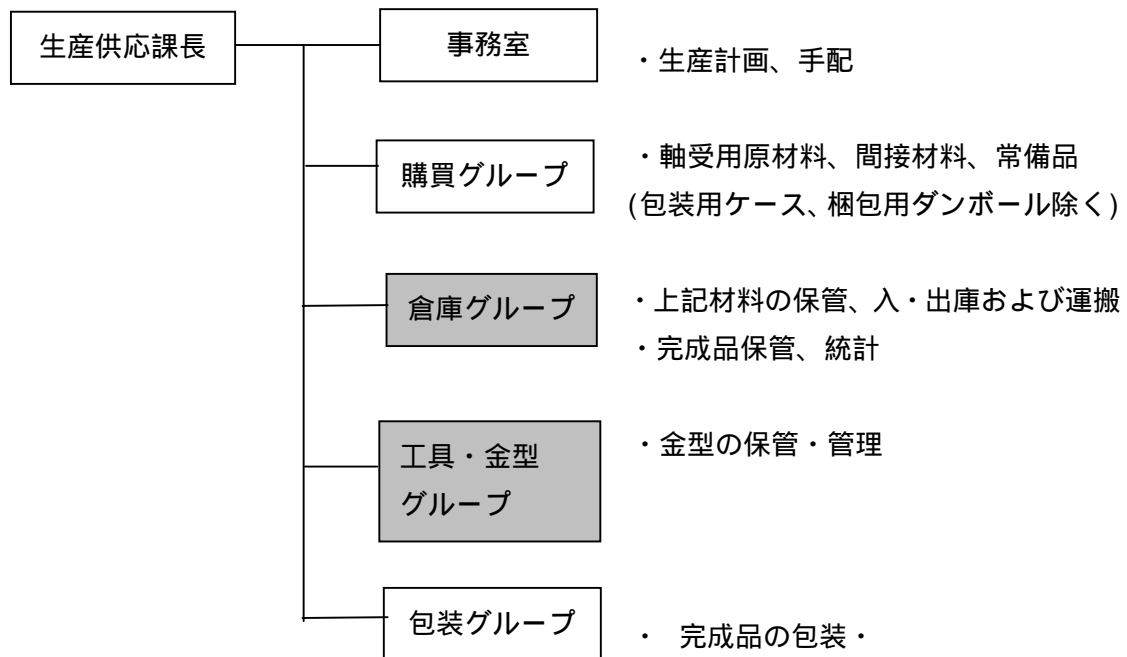 生産供応課長
事務室
・生産計画、手配
購買グループ
・軸受用原材料、間接材料、常備品
(包装用ケース、梱包用ダンボール除く)
倉庫グループ
・上記材料の保管、入・出庫および運搬
・完成品保管、統計
工具・金型
グループ
・金型の保管・管理
包装グループ
・ 完成品の包装・